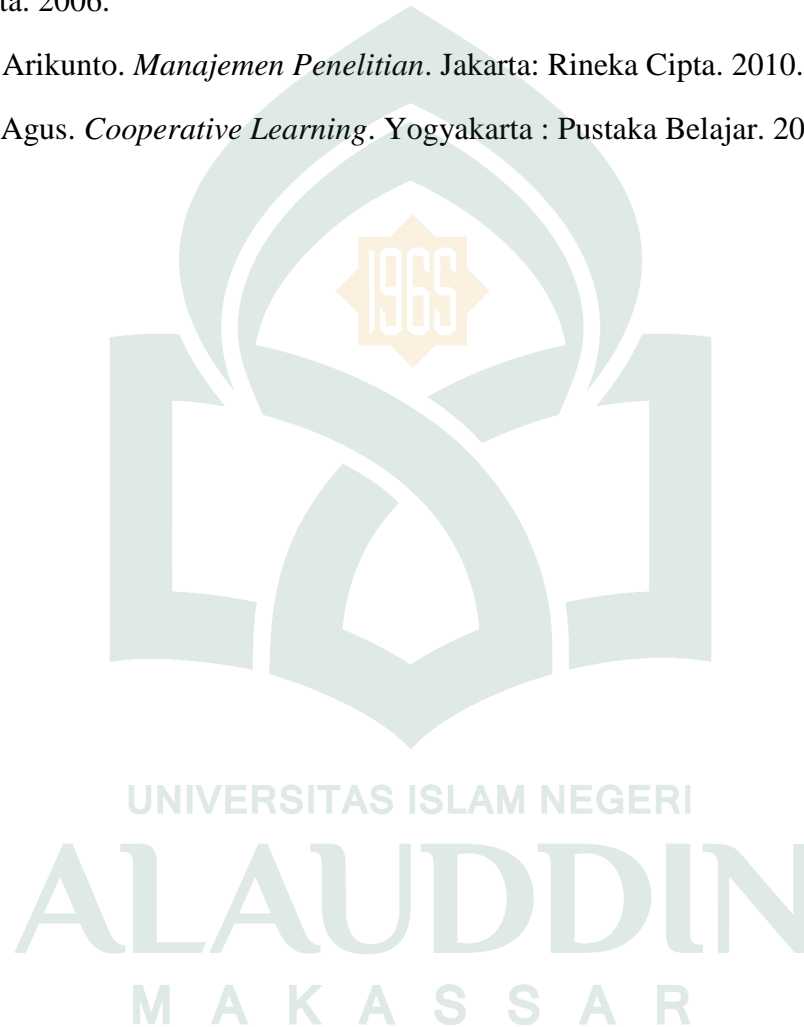 ta. 2006.
Arikunto. Manajemen Penelitian. Jakarta: Rineka Cipta. 2010.
Agus. Cooperative Learning. Yogyakarta : Pustaka Belajar. 20
1965
UNIVERSITAS ISLAM NEGERI
ALAUDDIN
MAKASSAR